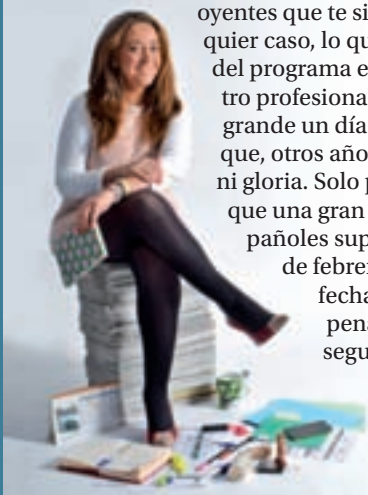 oyentes que te si
quier caso, lo qu
del programa e
tro profesiona
grande un día
que, otros año
ni gloria. Solo p
que una gran
pañoles sup
de febre
fecha
pena
segu